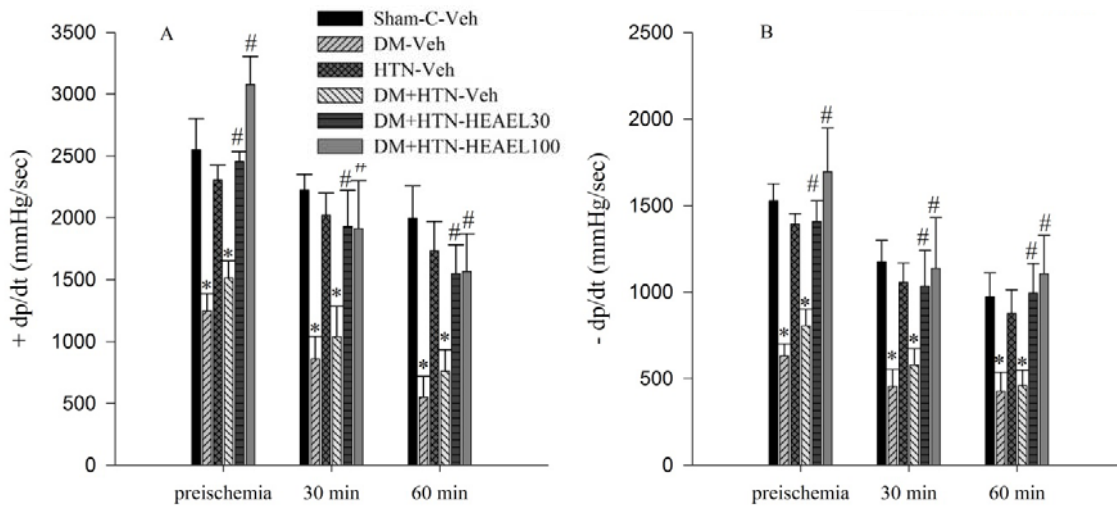 A
Sham-C-Veh
DM-Veh
HTN-Veh
DM+HTN-Veh
DM+HTN-HEAEL30
DM+HTN-HEAEL100
+ dp/dt (mmHg/sec)
3500
3000
2500
2000
1500
1000
500
0
* * # #
* * # #
* * # #
preischemia 30 min 60 min
B
- dp/dt (mmHg/sec)
2500
2000
1500
1000
500
0
* * # #
* * # #
* * # #
preischemia 30 min 60 min